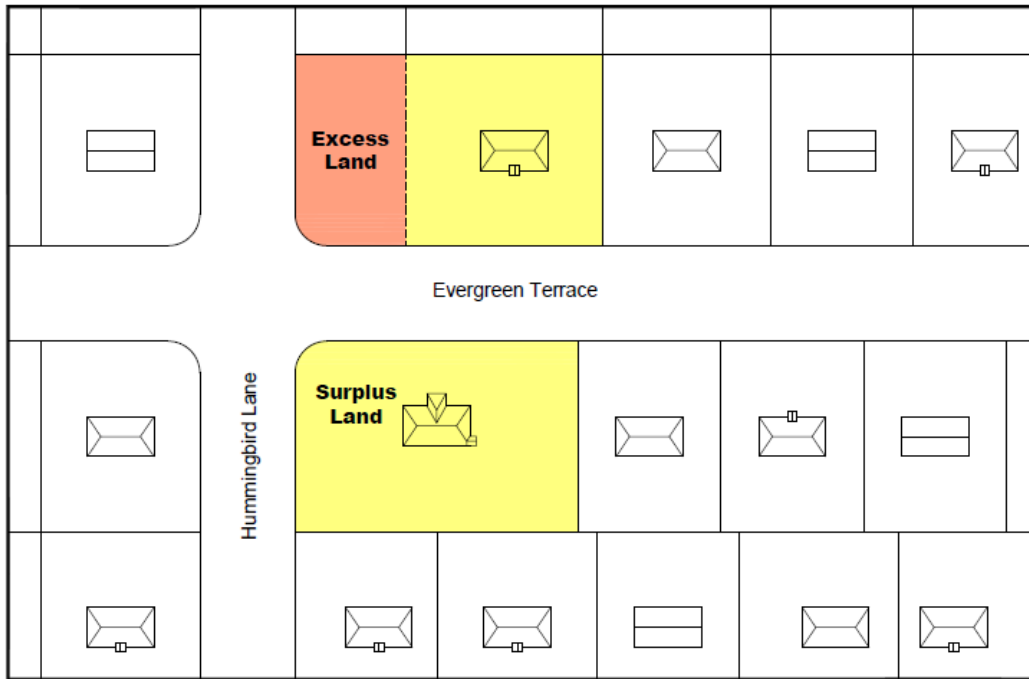 Excess
Land
Evergreen Terrace
Surplus
Land
Hummingbird Lane